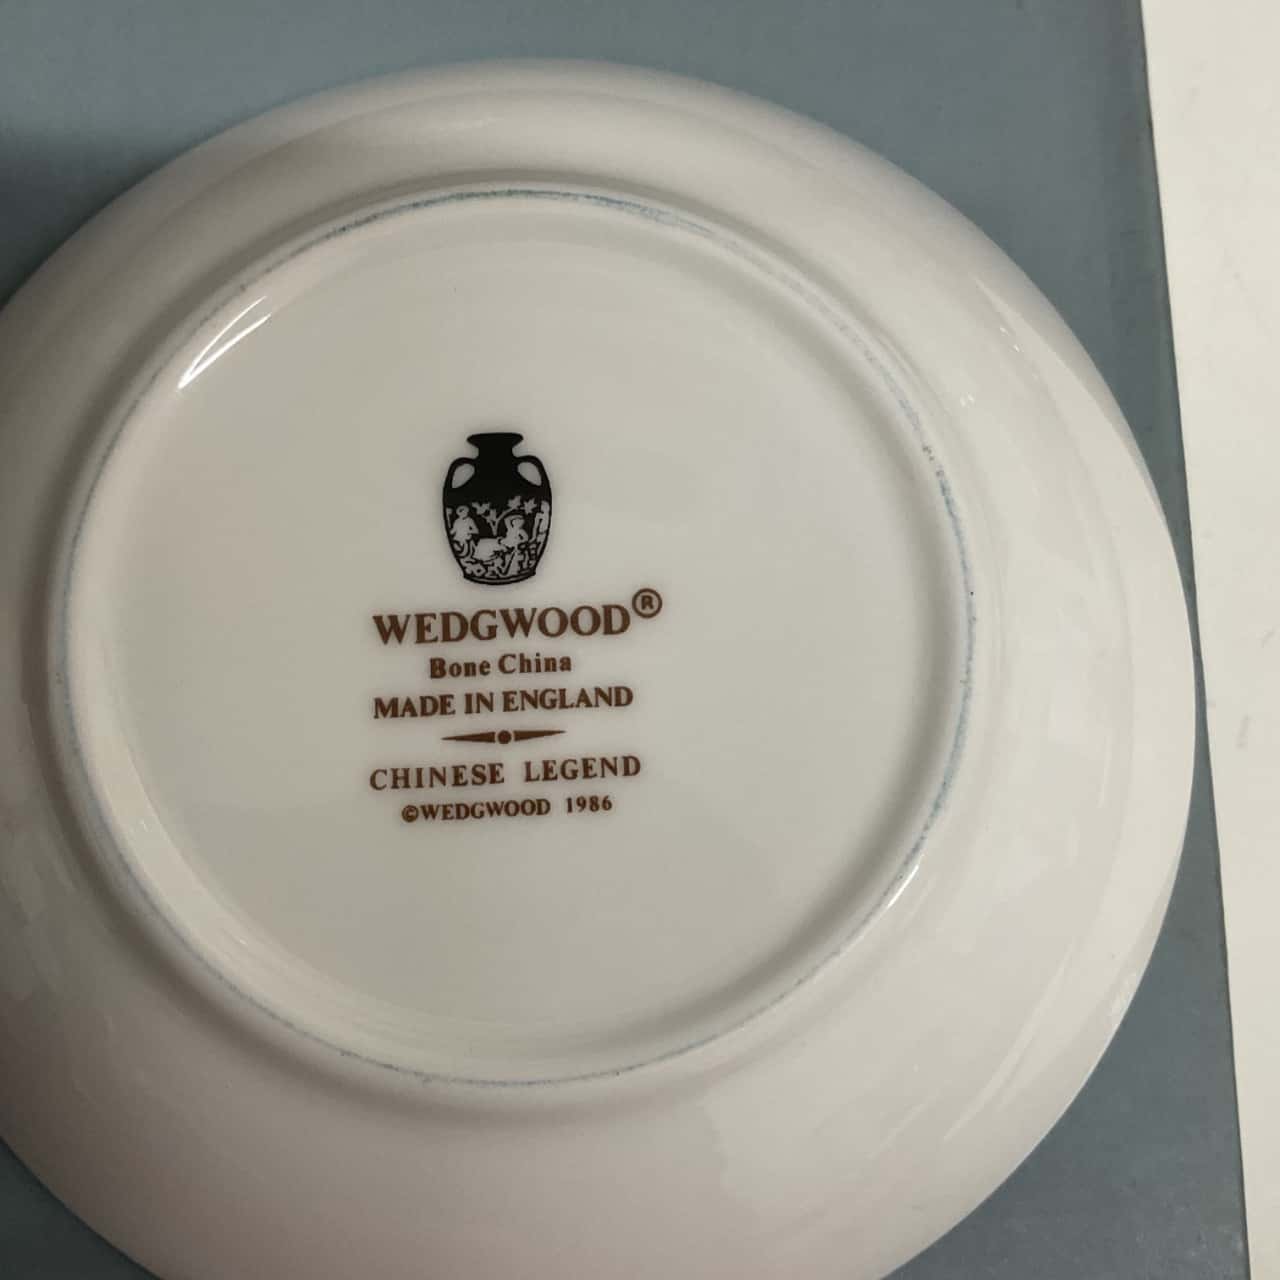 WEDGWOOD®
Bone China
MADE IN ENGLAND
CHINESE LEGEND
©WEDGWOOD 1986